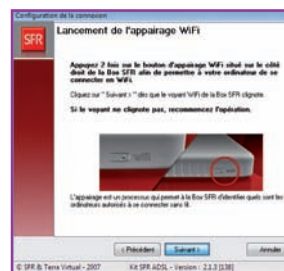 Configuration de la connexion
SFR
Lancement de l'appairage WiFi
Appuyez 2 fois sur le bouton d'appairage WiFi situé sur le côté
droit de la Box SFR afin de permettre à votre ordinateur de se
connecter en WiFi.
Cliquez sur "Suivant >" dès que le voyant WiFi de la Box SFR clignote.
Si le voyant ne clignote pas, recommencez l'opération.
L'appairage est un processus qui permet à la Box SFR d'identifier quels sont les
ordinateurs autorisés à se connecter sans fil.
< Précédent
Suivant >
Annuler
© SFR & Tena Virtuel - 2007
Kit SFR ADSL - Version : 2.1.3 [138]